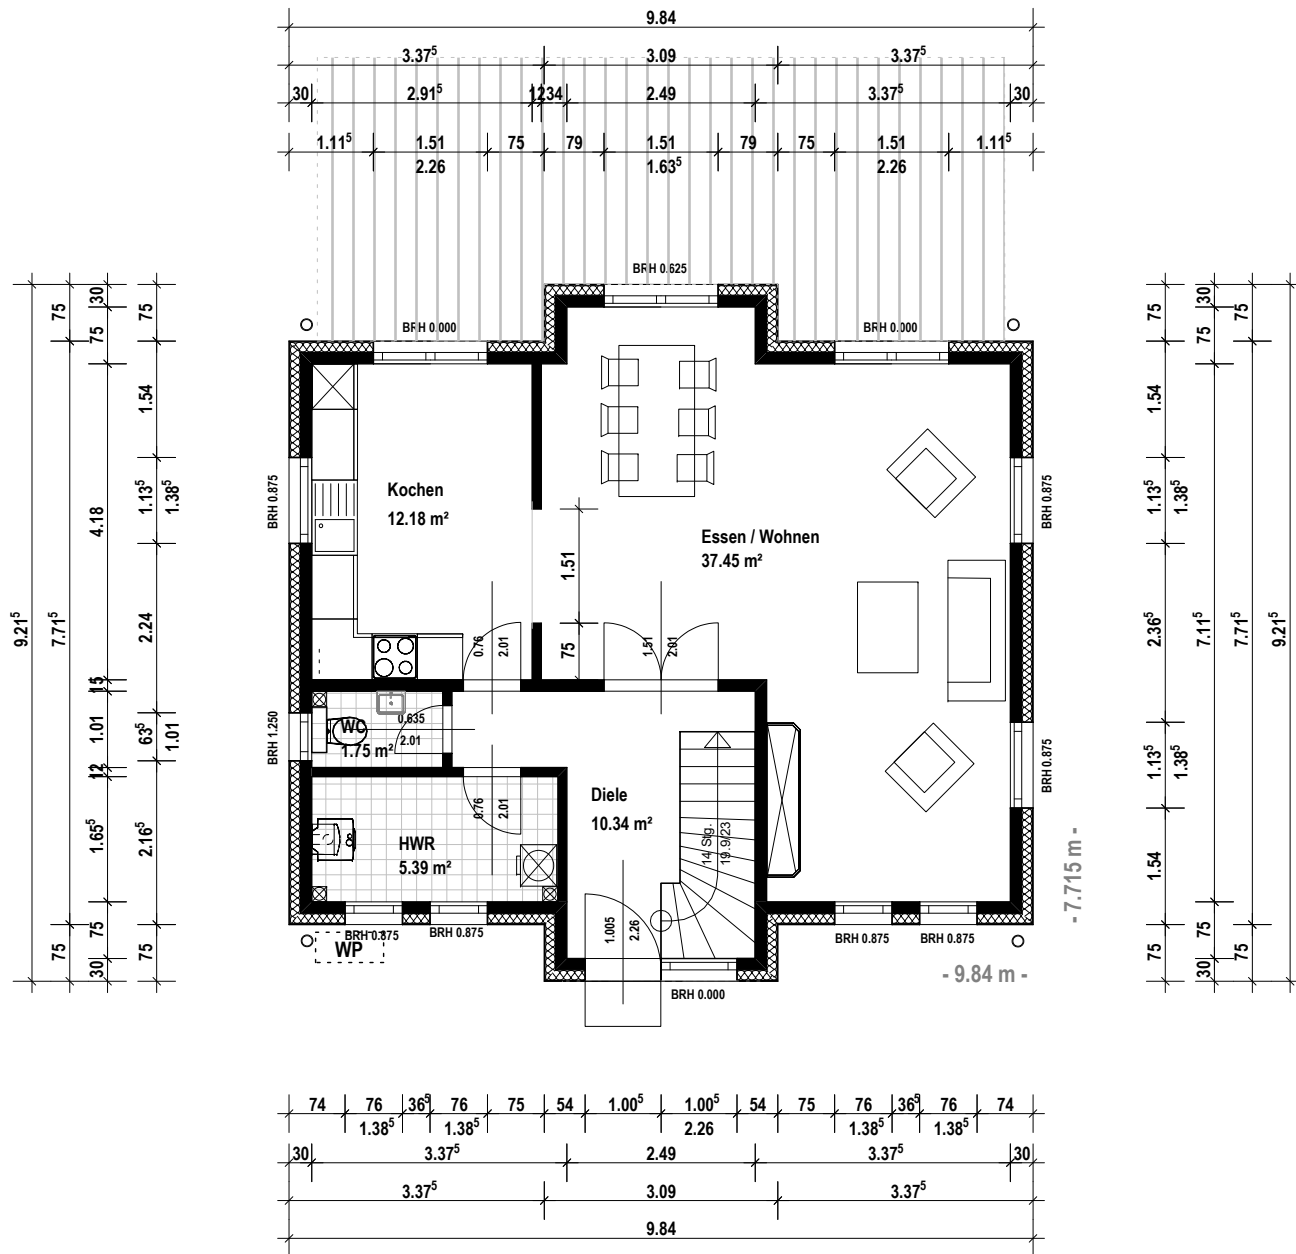 9.84
3.37⁵ 3.09 3.37⁵
30 2.91⁵ 12 34 2.49 3.37⁵ 30
1.11⁵ 1.51 75 79 1.51 79 75 1.51 1.11⁵
2.26 1.63⁵ 2.26
BRH 0.625
BRH 0.000 BRH 0.000
9.21⁵
75 7.71⁵ 75
30 75 4.18 15 1.01 12 1.65⁵ 75 30
75 1.54 1.13⁵ 2.24 63⁵ 2.16⁵ 75
1.38⁵ 1.01
BRH 0.875
BRH 1.250
Kochen
12.18 m²
Essen / Wohnen
37.45 m²
1.51
75
0.76 2.01
1.51 2.01
WC
1.75 m²
0.635
2.01
0.76 2.01
Diele
10.34 m²
HWR
5.39 m²
14 Stg.
19.9/23
1.005 2.26
BRH 0.875
BRH 0.875
75 1.54 1.13⁵ 2.36⁵ 1.13⁵ 1.54 75
1.38⁵ 1.38⁵
30 75 7.11⁵ 75 30
75 7.71⁵ 75
9.21⁵
- 7.715 m -
BRH 0.875 BRH 0.875 BRH 0.875 BRH 0.875
WP
- 9.84 m -
BRH 0.000
74 76 36⁵ 76 75 54 1.00⁵ 1.00⁵ 54 75 76 36⁵ 76 74
1.38⁵ 1.38⁵ 2.26 1.38⁵ 1.38⁵
30 3.37⁵ 2.49 3.37⁵ 30
3.37⁵ 3.09 3.37⁵
9.84